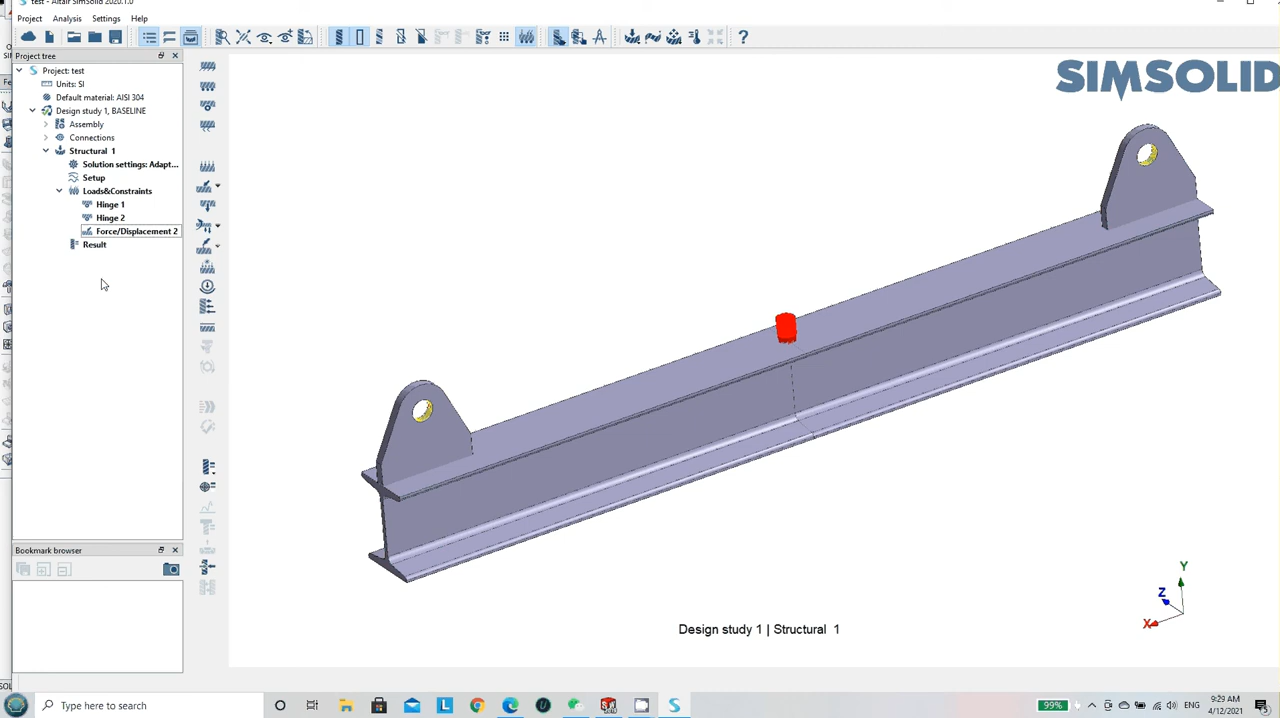 test - Altair SimSolid 2020.1.0
Project Analysis Settings Help
Project tree
Project: test
Units: SI
Default material: AISI 304
Design study 1, BASELINE
Assembly
Connections
Structural 1
Solution settings: Adapt...
Setup
Loads&Constraints
Hinge 1
Hinge 2
Force/Displacement 2
Result
SIMSOLID
Bookmark browser
Y
Z
X
Design study 1 | Structural 1
Type here to search
99%
ENG
9:29 AM
4/12/2021